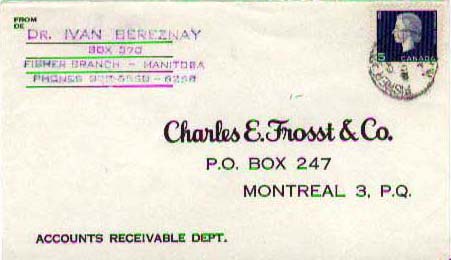 FROM
DE
DR. IVAN BEREZNAY
BOX 370
FISHER BRANCH - MANITOBA
PHONES
5
CANADA
Charles E. Frosst & Co.
P.O. BOX 247
MONTREAL 3, P.Q.
ACCOUNTS RECEIVABLE DEPT.